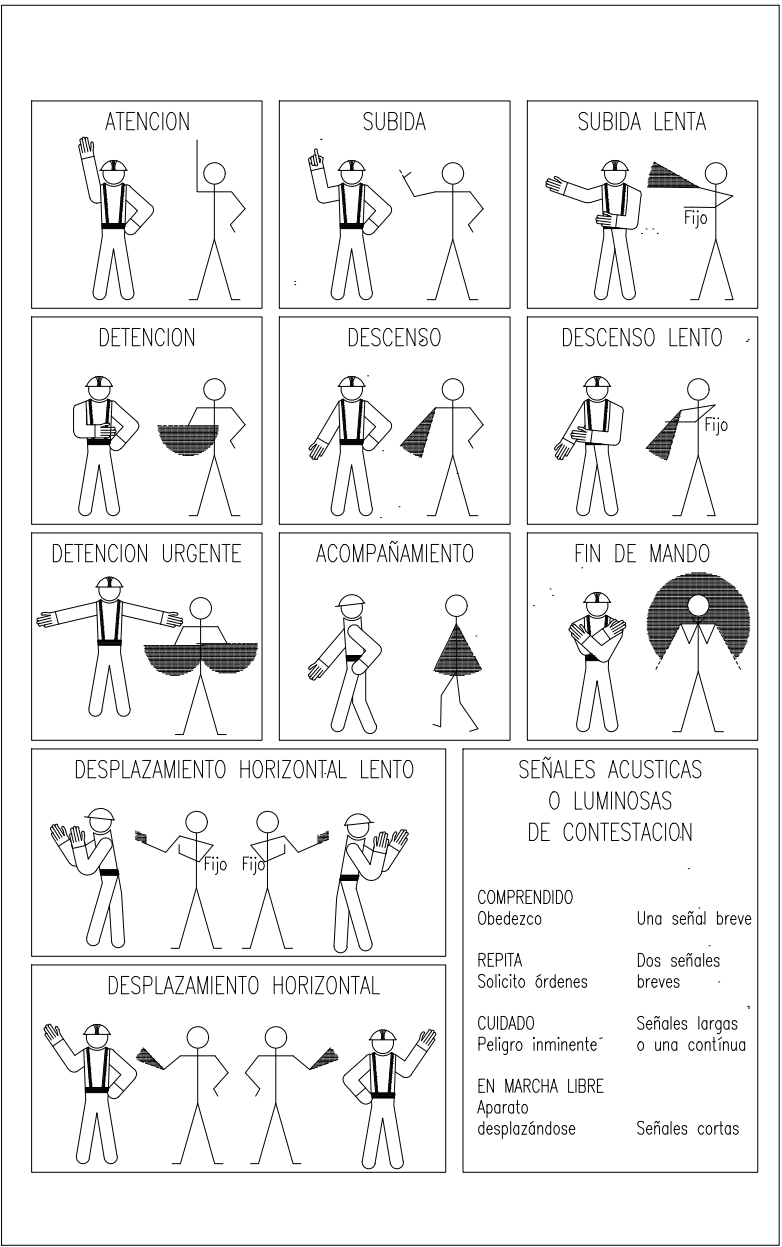 ATENCION
SUBIDA
SUBIDA LENTA
Fijo
DETENCION
DESCENSO
DESCENSO LENTO
Fijo
DETENCION URGENTE
ACOMPAÑAMIENTO
FIN DE MANDO
DESPLAZAMIENTO HORIZONTAL LENTO
Fijo
Fijo
DESPLAZAMIENTO HORIZONTAL
SEÑALES ACUSTICAS
O LUMINOSAS
DE CONTESTACION
COMPRENDIDO
Obedezco Una señal breve
REPITA Dos señales
Solicito órdenes breves
CUIDADO Señales largas
Peligro inminente o una contínua
EN MARCHA LIBRE
Aparato
desplazándose Señales cortas